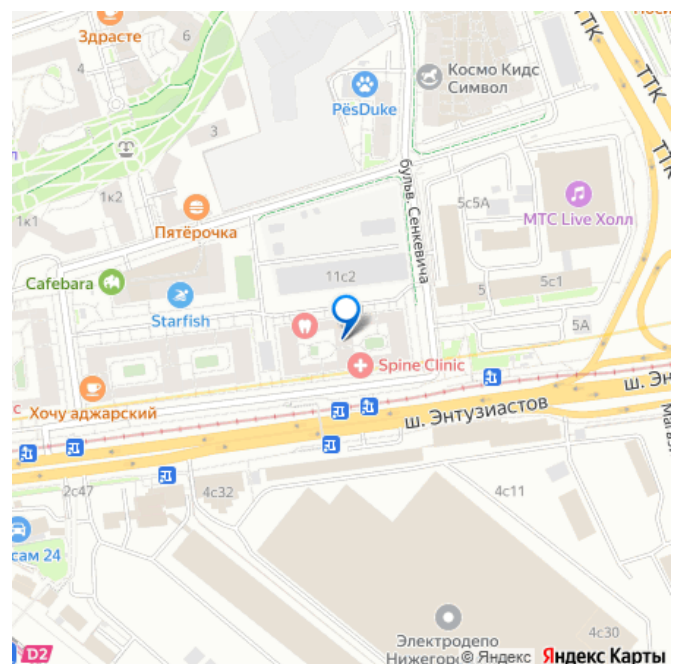 Здрасте
6
4
ТТК
Космо Кидс
Символ
PёsDuke
ТТК
3
1к2
1к1
Пятёрочка
бульв. Сенкевича
5с5А
МТС Live Холл
11с2
Cafebara
Starfish
5
5с1
5А
Spine Clinic
Хочу аджарский
ш. Энтузиастов
2с47
4с32
4с11
сам 24
Электродепо
4с30
D2
© Яндекс Яндекс Карты